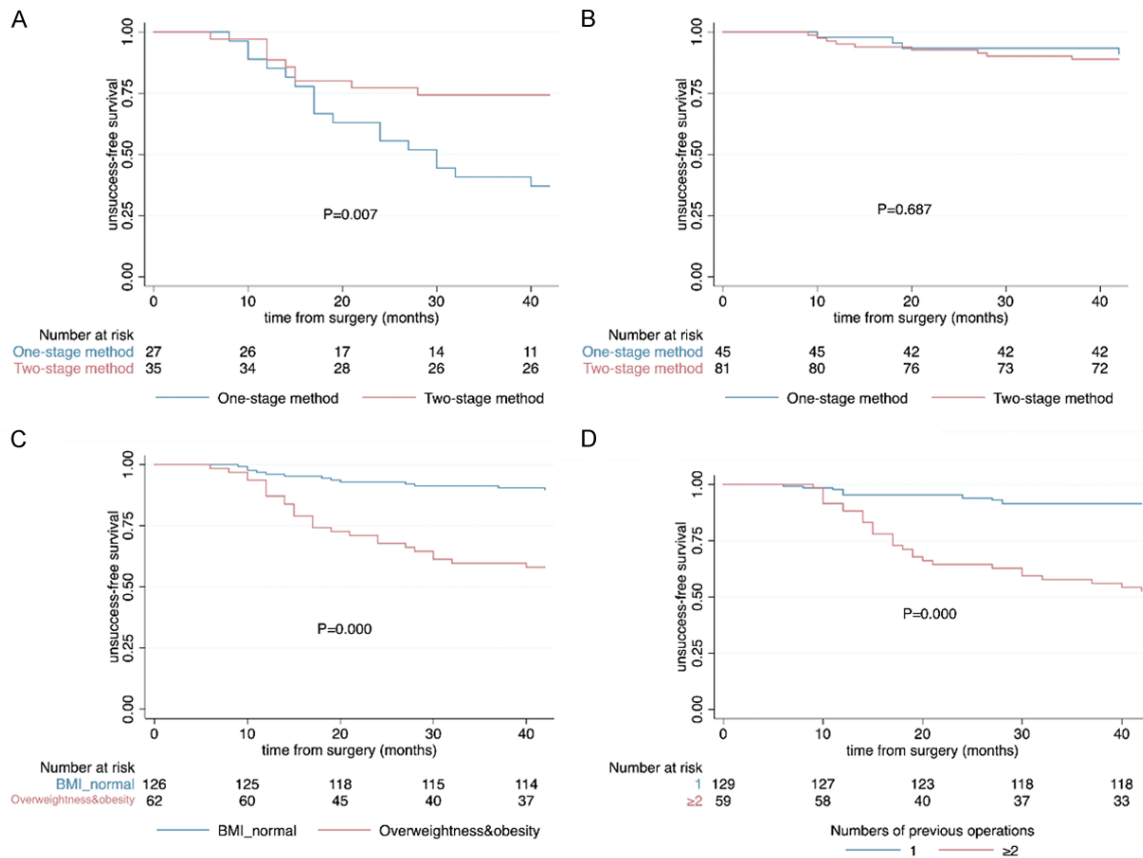 A
unsuccess-free survival
1.00
0.75
0.50
0.25
0.00
P=0.007
0 10 20 30 40
time from surgery (months)
Number at risk
One-stage method 27 26 17 14 11
Two-stage method 35 34 28 26 26
One-stage method Two-stage method
B
unsuccess-free survival
1.00
0.75
0.50
0.25
0.00
P=0.687
0 10 20 30 40
time from surgery (months)
Number at risk
One-stage method 45 45 42 42 42
Two-stage method 81 80 76 73 72
One-stage method Two-stage method
C
unsuccess-free survival
1.00
0.75
0.50
0.25
0.00
P=0.000
0 10 20 30 40
time from surgery (months)
Number at risk
BMI_normal 126 125 118 115 114
Overweightness&obesity 62 60 45 40 37
BMI_normal Overweightness&obesity
D
unsuccess-free survival
1.00
0.75
0.50
0.25
0.00
P=0.000
0 10 20 30 40
time from surgery (months)
Number at risk
1 129 127 123 118 118
≥2 59 58 40 37 33
Numbers of previous operations
1 ≥2